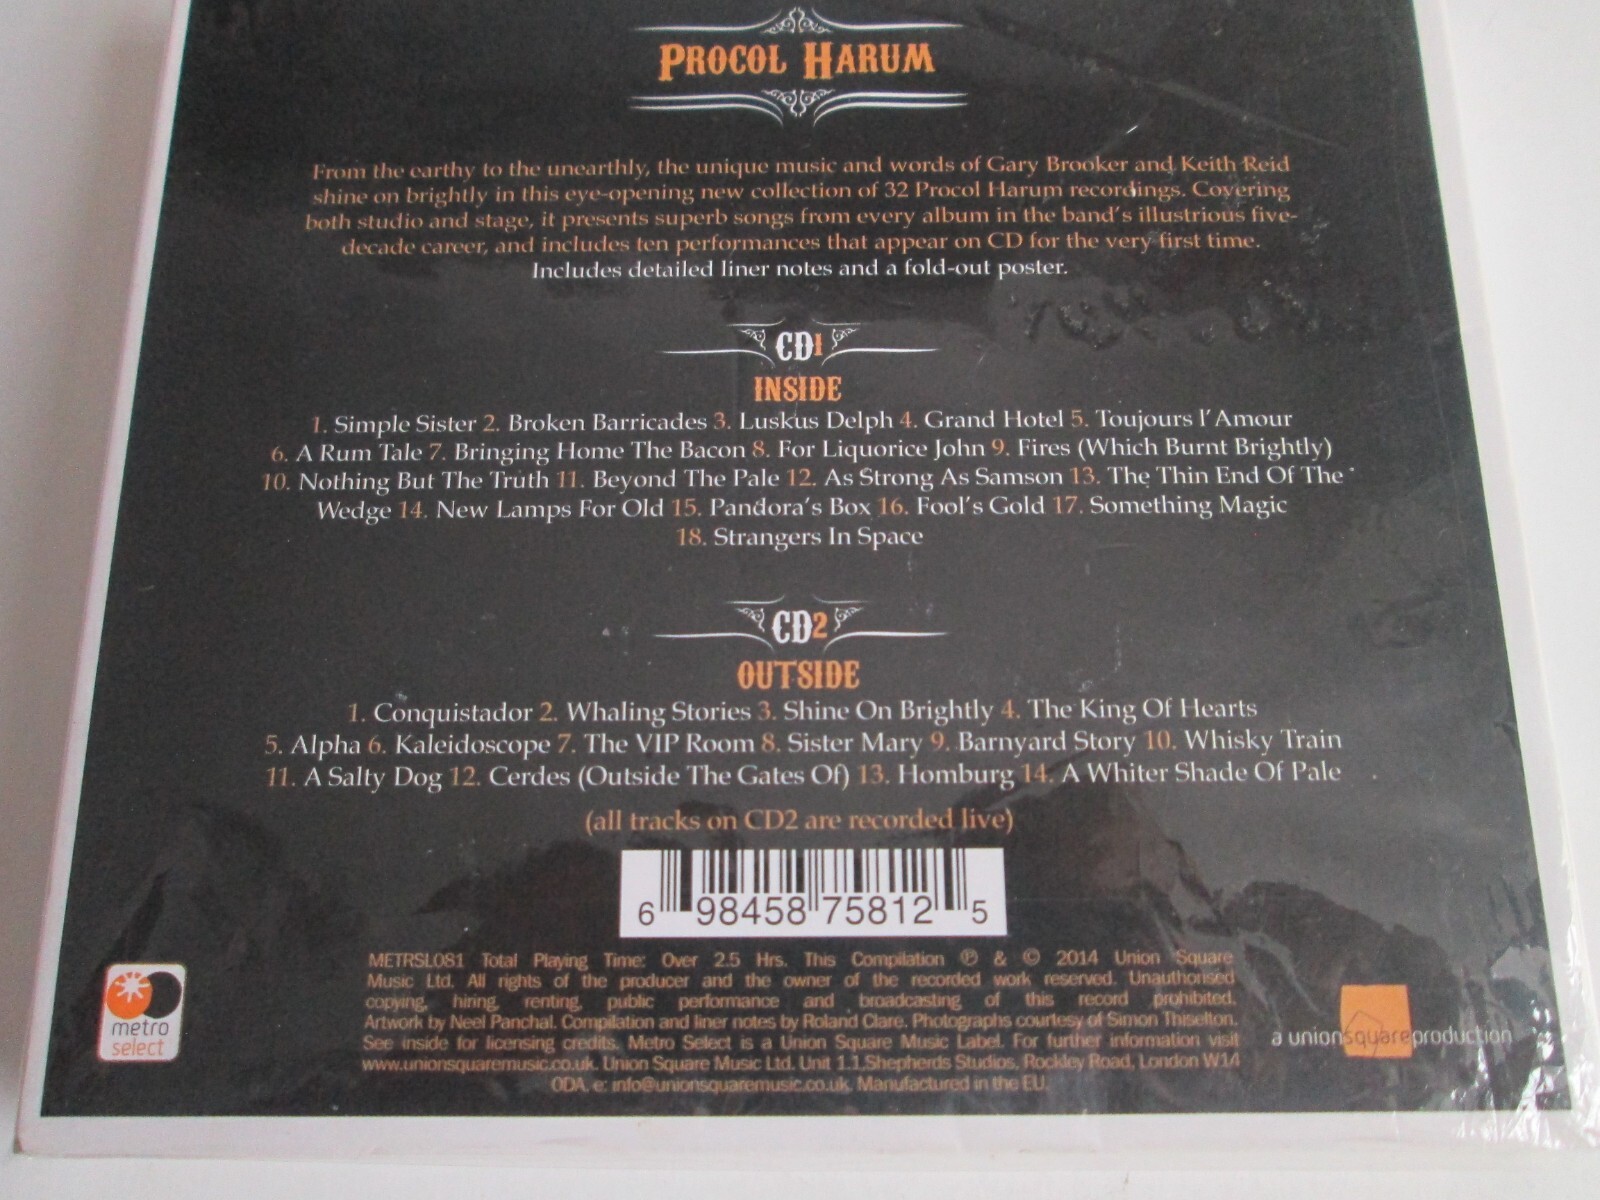 PROCOL HARUM
From the earthy to the unearthly, the unique music and words of Gary Brooker and Keith Reid
shine on brightly in this eye-opening new collection of 32 Procol Harum recordings. Covering
both studio and stage, it presents superb songs from every album in the band's illustrious five-
decade career, and includes ten performances that appear on CD for the very first time.
Includes detailed liner notes and a fold-out poster.
CD1
INSIDE
1. Simple Sister 2. Broken Barricades 3. Luskus Delph 4. Grand Hotel 5. Toujours l'Amour
6. A Rum Tale 7. Bringing Home The Bacon 8. For Liquorice John 9. Fires (Which Burnt Brightly)
10. Nothing But The Truth 11. Beyond The Pale 12. As Strong As Samson 13. The Thin End Of The
Wedge 14. New Lamps For Old 15. Pandora's Box 16. Fool's Gold 17. Something Magic
18. Strangers In Space
CD2
OUTSIDE
1. Conquistador 2. Whaling Stories 3. Shine On Brightly 4. The King Of Hearts
5. Alpha 6. Kaleidoscope 7. The VIP Room 8. Sister Mary 9. Barnyard Story 10. Whisky Train
11. A Salty Dog 12. Cerdes (Outside The Gates Of) 13. Homburg 14. A Whiter Shade Of Pale
(all tracks on CD2 are recorded live)
6 98458 75812 5
METRSL081 Total Playing Time: Over 2.5 Hrs. This Compilation ℗ & © 2014 Union Square
Music Ltd. All rights of the producer and the owner of the recorded work reserved. Unauthorised
copying, hiring, renting, public performance and broadcasting of this record prohibited.
Artwork by Neel Panchal. Compilation and liner notes by Roland Clare. Photographs courtesy of Simon Thiselton.
See inside for licensing credits. Metro Select is a Union Square Music Label. For further information visit
www.unionsquaremusic.co.uk. Union Square Music Ltd. Unit 1.1,Shepherds Studios, Rockley Road, London W14
0DA. e: info@unionsquaremusic.co.uk. Manufactured in the EU.
metro
select
a unionsquareproduction